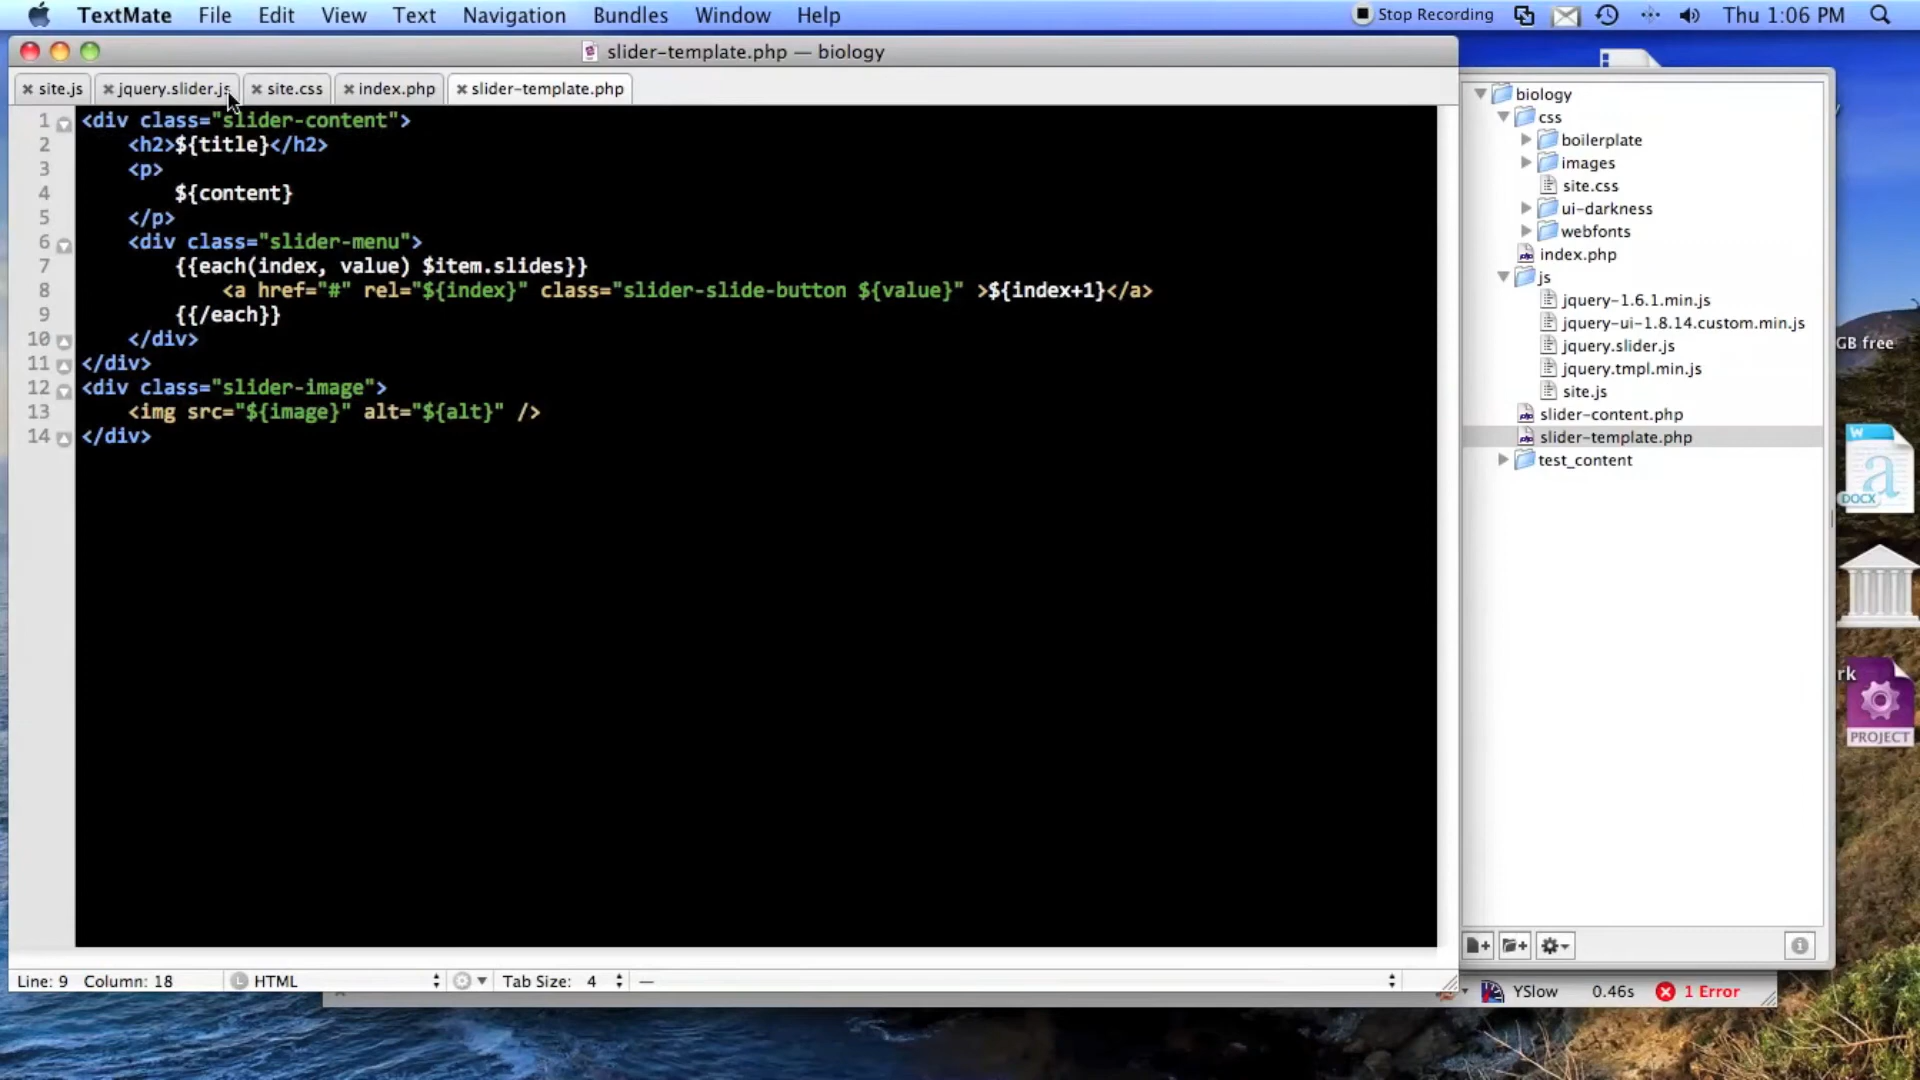 TextMate File Edit View Text Navigation Bundles Window Help
Stop Recording Thu 1:06 PM
slider-template.php — biology
site.js jquery.slider.js site.css index.php slider-template.php
1 <div class="slider-content">
2 <h2>${title}</h2>
3 <p>
4 ${content}
5 </p>
6 <div class="slider-menu">
7 {{each(index, value) $item.slides}}
8 <a href="#" rel="${index}" class="slider-slide-button ${value}" >${index+1}</a>
9 {{/each}}
10 </div>
11 </div>
12 <div class="slider-image">
13 <img src="${image}" alt="${alt}" />
14 </div>
Line: 9 Column: 18 L HTML Tab Size: 4 —
biology
css
boilerplate
images
site.css
ui-darkness
webfonts
index.php
js
jquery-1.6.1.min.js
jquery-ui-1.8.14.custom.min.js
jquery.slider.js
jquery.tmpl.min.js
site.js
slider-content.php
slider-template.php
test_content
YSlow 0.46s 1 Error
GB free
W
a
DOCX
rk
PROJECT